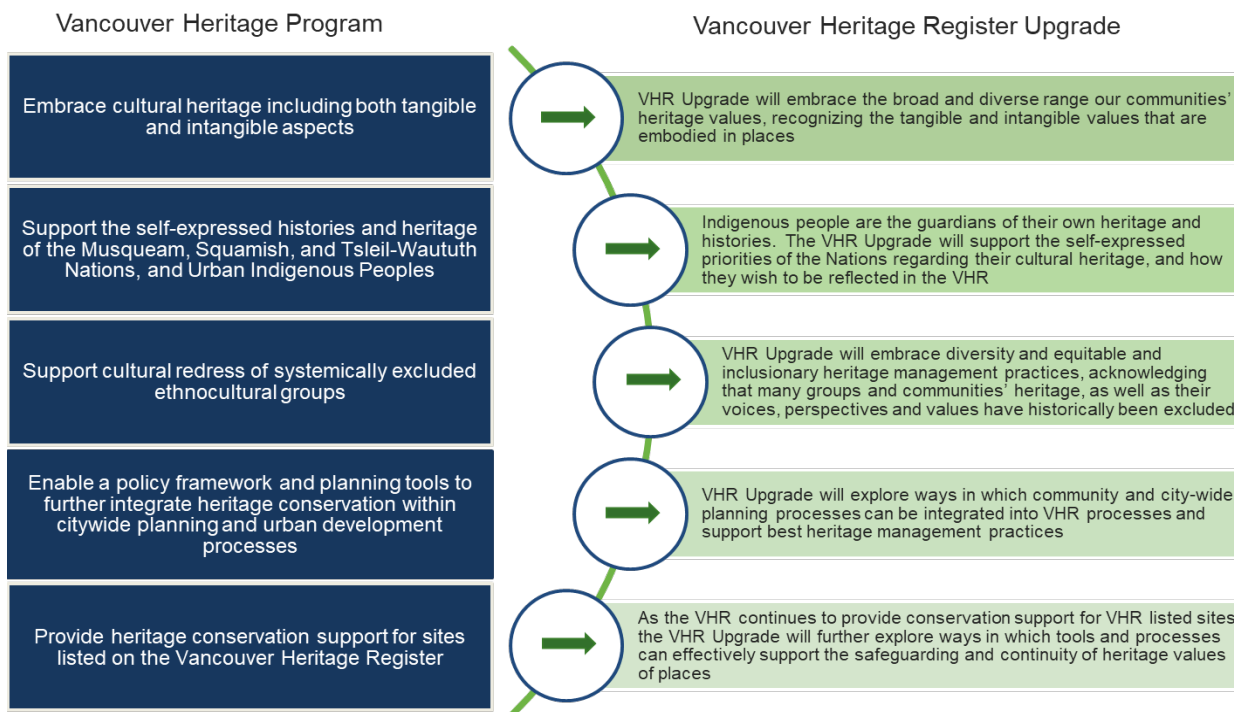 Vancouver Heritage Program
Vancouver Heritage Register Upgrade
Embrace cultural heritage including both tangible
and intangible aspects
VHR Upgrade will embrace the broad and diverse range our communities’
heritage values, recognizing the tangible and intangible values that are
embodied in places
Support the self-expressed histories and heritage
of the Musqueam, Squamish, and Tsleil-Waututh
Nations, and Urban Indigenous Peoples
Indigenous people are the guardians of their own heritage and
histories. The VHR Upgrade will support the self-expressed
priorities of the Nations regarding their cultural heritage, and how
they wish to be reflected in the VHR
Support cultural redress of systemically excluded
ethnocultural groups
VHR Upgrade will embrace diversity and equitable and
inclusionary heritage management practices, acknowledging
that many groups and communities’ heritage, as well as their
voices, perspectives and values have historically been excluded
Enable a policy framework and planning tools to
further integrate heritage conservation within
citywide planning and urban development
processes
VHR Upgrade will explore ways in which community and city-wide
planning processes can be integrated into VHR processes and
support best heritage management practices
Provide heritage conservation support for sites
listed on the Vancouver Heritage Register
As the VHR continues to provide conservation support for VHR listed sites
the VHR Upgrade will further explore ways in which tools and processes
can effectively support the safeguarding and continuity of heritage values
of places